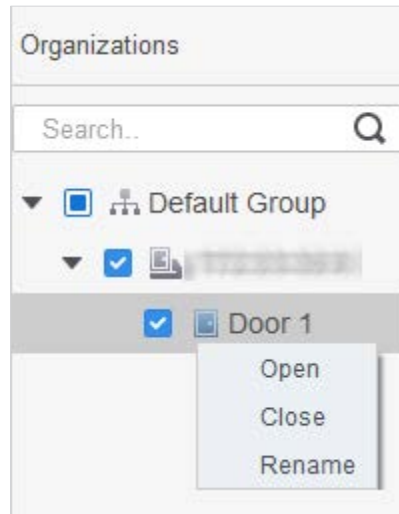 Organizations
Search..
Default Group
Door 1
Open
Close
Rename